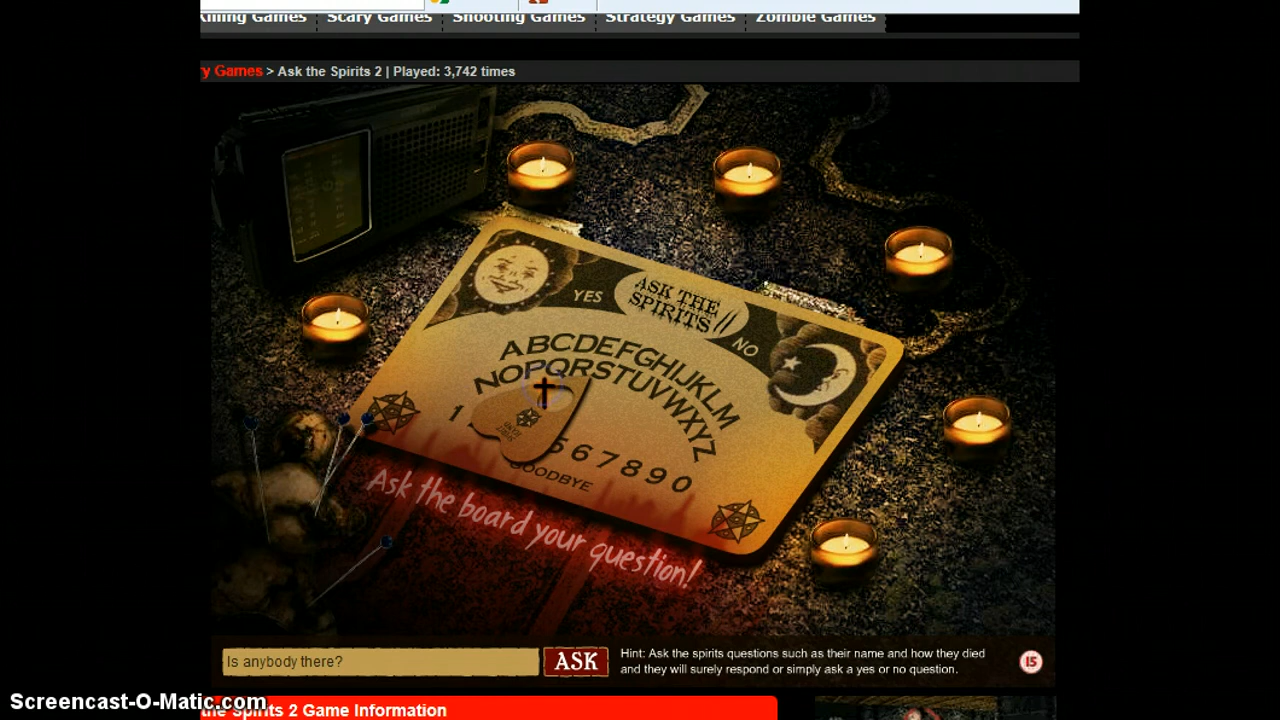 Killing Games Scary Games Shooting Games Strategy Games Zombie Games
ry Games > Ask the Spirits 2 | Played: 3,742 times
YES
ASK THE
SPIRITS II
NO
ABCDEFGHIJKLM
NOPQRSTUVWXYZ
1 567890
GOODBYE
Ask the board your question!
Is anybody there?
ASK
Hint: Ask the spirits questions such as their name and how they died
and they will surely respond or simply ask a yes or no question.
15
Screencast-O-Matic.com
the Spirits 2 Game Information